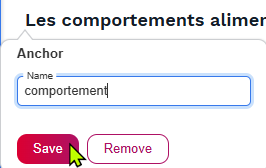 Les comportements alimer
Anchor
Name
comportement
Save
Remove